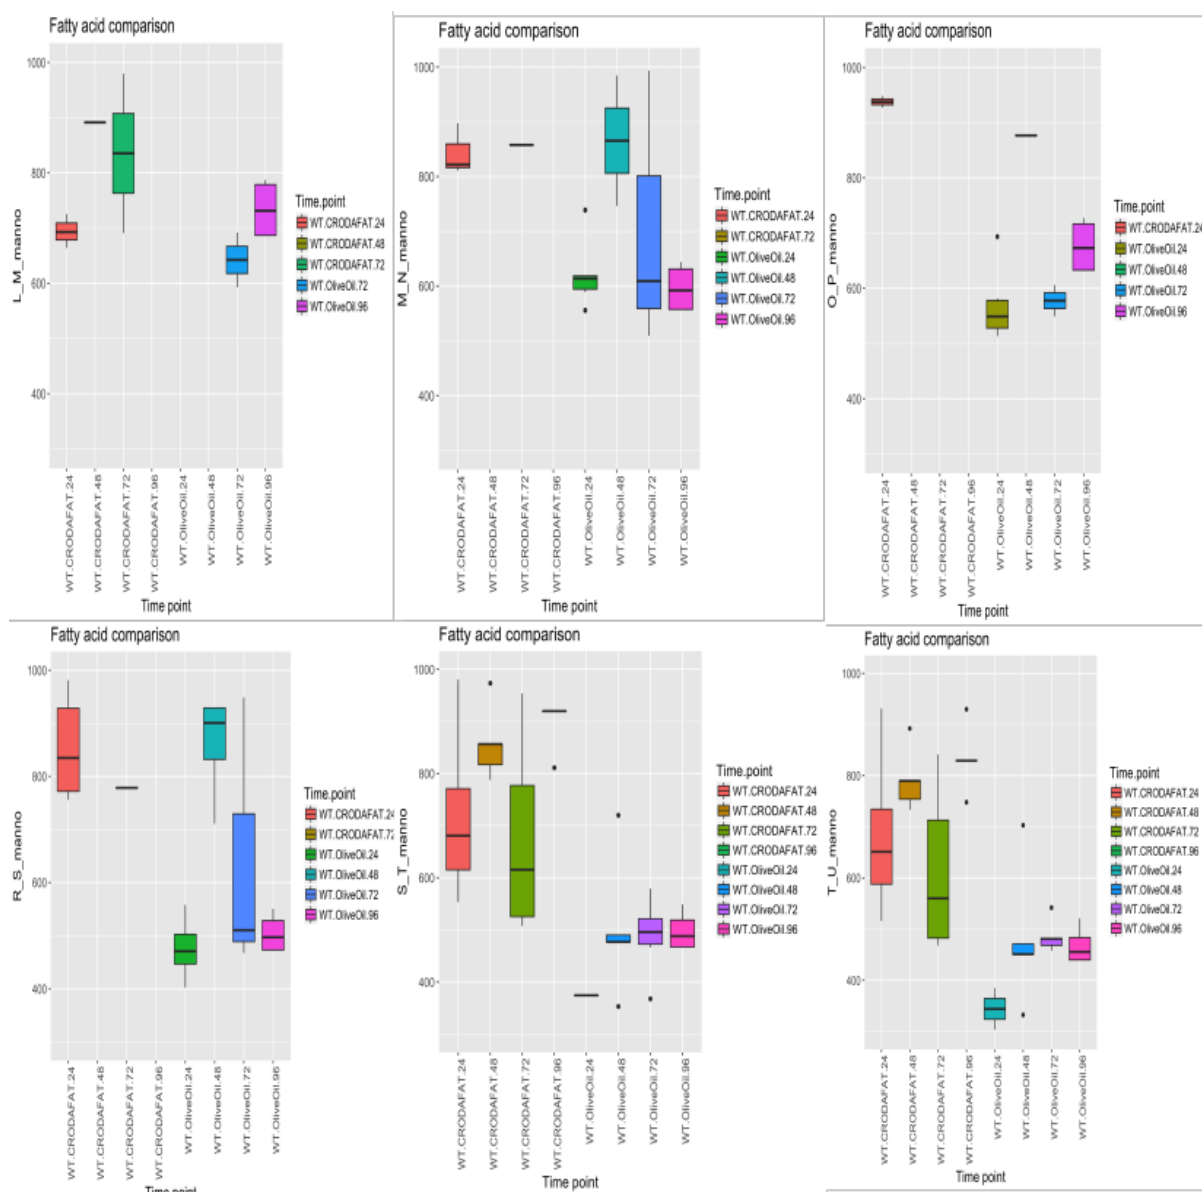 Fatty acid comparison
1000
800
600
400
L_M_manno
Time.point
WT.CRODAFAT.24
WT.CRODAFAT.48
WT.CRODAFAT.72
WT.OliveOil.72
WT.OliveOil.96
WT.CRODAFAT.24
WT.CRODAFAT.48
WT.CRODAFAT.72
WT.CRODAFAT.96
WT.OliveOil.24
WT.OliveOil.48
WT.OliveOil.72
WT.OliveOil.96
Time point
Fatty acid comparison
1000
800
600
400
M_N_manno
Time.point
WT.CRODAFAT.24
WT.CRODAFAT.72
WT.OliveOil.24
WT.OliveOil.48
WT.OliveOil.72
WT.OliveOil.96
WT.CRODAFAT.24
WT.CRODAFAT.48
WT.CRODAFAT.72
WT.CRODAFAT.96
WT.OliveOil.24
WT.OliveOil.48
WT.OliveOil.72
WT.OliveOil.96
Time point
Fatty acid comparison
1000
800
600
400
O_P_manno
Time.point
WT.CRODAFAT.24
WT.OliveOil.24
WT.OliveOil.48
WT.OliveOil.72
WT.OliveOil.96
WT.CRODAFAT.24
WT.CRODAFAT.48
WT.CRODAFAT.72
WT.CRODAFAT.96
WT.OliveOil.24
WT.OliveOil.48
WT.OliveOil.72
WT.OliveOil.96
Time point
Fatty acid comparison
1000
800
600
400
R_S_manno
Time.point
WT.CRODAFAT.24
WT.CRODAFAT.72
WT.OliveOil.24
WT.OliveOil.48
WT.OliveOil.72
WT.OliveOil.96
WT.CRODAFAT.24
WT.CRODAFAT.48
WT.CRODAFAT.72
WT.CRODAFAT.96
WT.OliveOil.24
WT.OliveOil.48
WT.OliveOil.72
WT.OliveOil.96
Time point
Fatty acid comparison
1000
800
600
400
S_T_manno
Time.point
WT.CRODAFAT.24
WT.CRODAFAT.48
WT.CRODAFAT.72
WT.CRODAFAT.96
WT.OliveOil.24
WT.OliveOil.48
WT.OliveOil.72
WT.OliveOil.96
WT.CRODAFAT.24
WT.CRODAFAT.48
WT.CRODAFAT.72
WT.CRODAFAT.96
WT.OliveOil.24
WT.OliveOil.48
WT.OliveOil.72
WT.OliveOil.96
Time point
Fatty acid comparison
1000
800
600
400
T_U_manno
Time.point
WT.CRODAFAT.24
WT.CRODAFAT.48
WT.CRODAFAT.72
WT.CRODAFAT.96
WT.OliveOil.24
WT.OliveOil.48
WT.OliveOil.72
WT.OliveOil.96
WT.CRODAFAT.24
WT.CRODAFAT.48
WT.CRODAFAT.72
WT.CRODAFAT.96
WT.OliveOil.24
WT.OliveOil.48
WT.OliveOil.72
WT.OliveOil.96
Time point